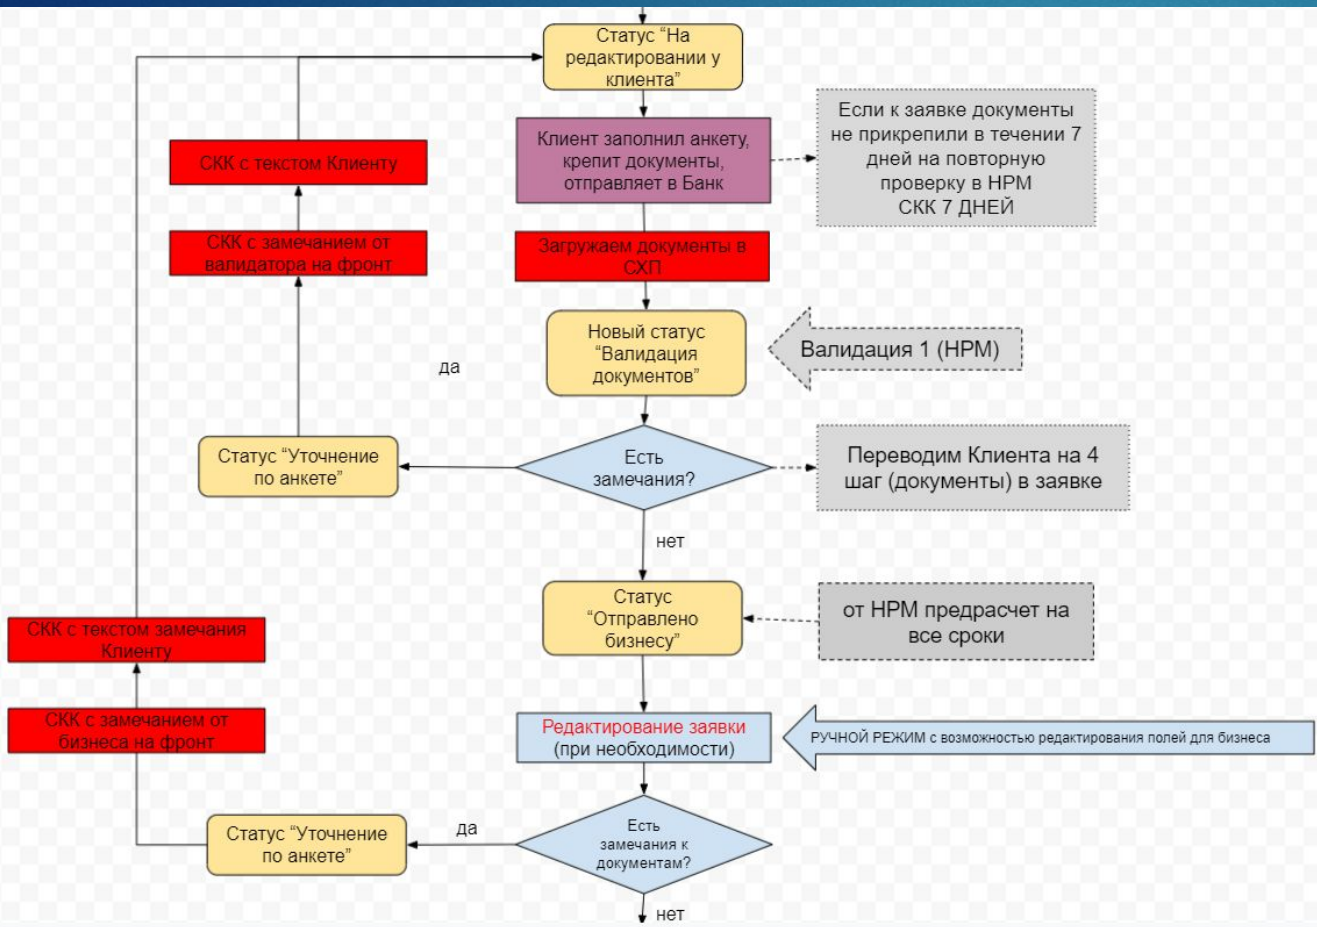 Статус “На
редактировании у
клиента”
Клиент заполнил анкету,
крепит документы,
отправляет в Банк
Если к заявке документы
не прикрепили в течении 7
дней на повторную
проверку в НРМ
СКК 7 ДНЕЙ
СКК с текстом Клиенту
СКК с замечанием от
валидатора на фронт
Загружаем документы в
СХП
Новый статус
“Валидация
документов”
Валидация 1 (НРМ)
да
Статус “Уточнение
по анкете”
Есть
замечания?
Переводим Клиента на 4
шаг (документы) в заявке
нет
Статус
“Отправлено
бизнесу”
от НРМ предрасчет на
все сроки
СКК с текстом замечания
Клиенту
СКК с замечанием от
бизнеса на фронт
Редактирование заявки
(при необходимости)
РУЧНОЙ РЕЖИМ с возможностью редактирования полей для бизнеса
Статус “Уточнение
по анкете”
да
Есть
замечания к
документам?
нет